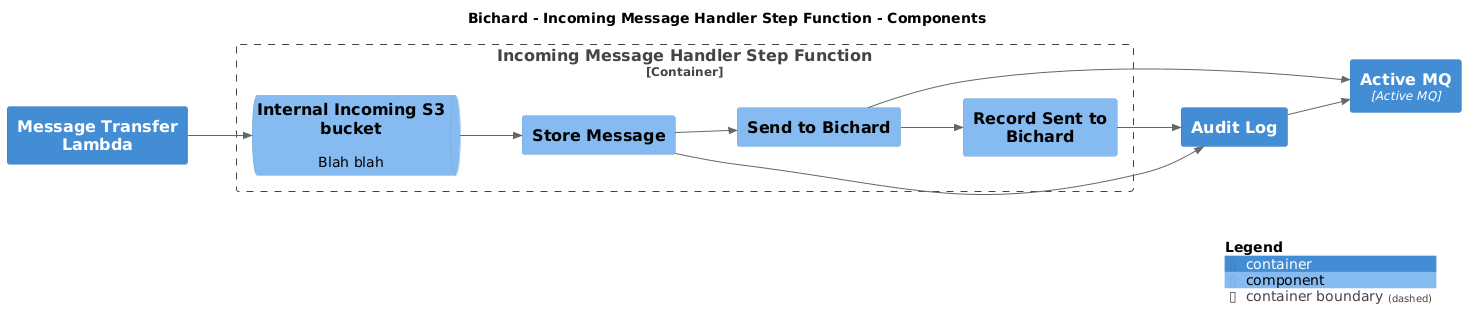 Bichard - Incoming Message Handler Step Function - Components
Incoming Message Handler Step Function
[Container]
Message Transfer
Lambda
Internal Incoming S3
bucket
Blah blah
Store Message
Send to Bichard
Record Sent to
Bichard
Audit Log
Active MQ
[Active MQ]
Legend
container
component
container boundary (dashed)